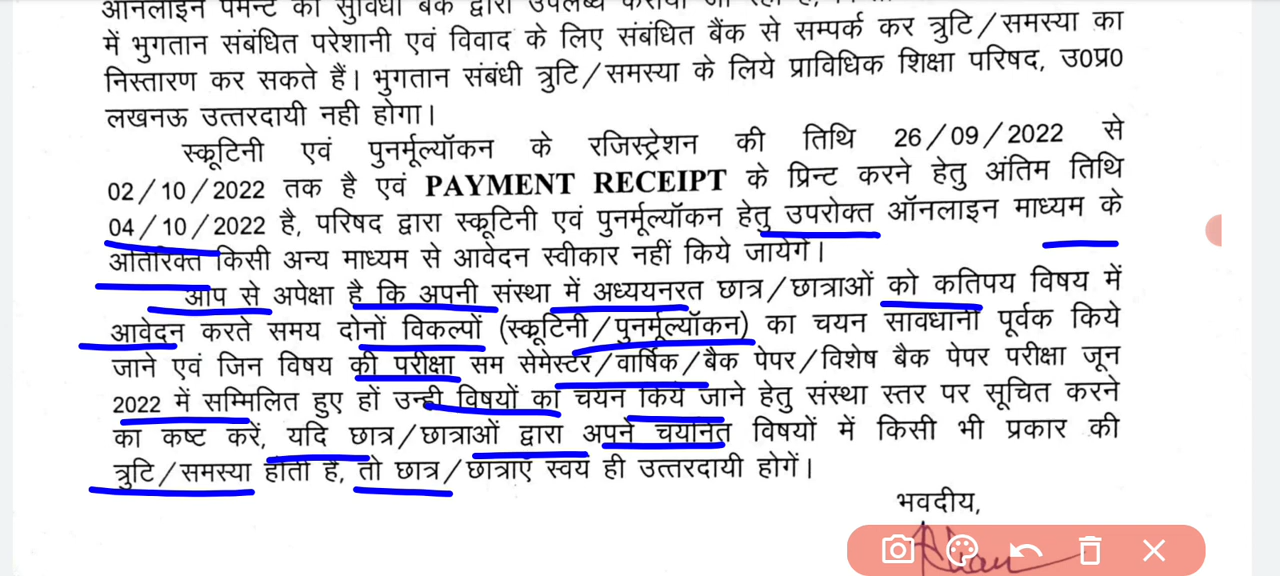 ऑनलाइन पेमेन्ट की सुविधा बैंक द्वारा उपलब्ध करायी जा रही है,
में भुगतान संबंधित परेशानी एवं विवाद के लिए संबंधित बैंक से सम्पर्क कर त्रुटि/समस्या का
निस्तारण कर सकते हैं। भुगतान संबंधी त्रुटि/समस्या के लिये प्राविधिक शिक्षा परिषद, उ0प्र0
लखनऊ उत्तरदायी नही होगा।
स्क्रूटिनी एवं पुनर्मूल्यॉकन के रजिस्ट्रेशन की तिथि 26/09/2022 से
02/10/2022 तक है एवं PAYMENT RECEIPT के प्रिन्ट करने हेतु अंतिम तिथि
04/10/2022 है, परिषद द्वारा स्क्रूटिनी एवं पुनर्मूल्यॉकन हेतु उपरोक्त ऑनलाइन माध्यम के
अतिरिक्त किसी अन्य माध्यम से आवेदन स्वीकार नहीं किये जायेगें।
आप से अपेक्षा है कि अपनी संस्था में अध्ययनरत छात्र/छात्राओं को कतिपय विषय में
आवेदन करते समय दोनों विकल्पों (स्क्रूटिनी/पुनर्मूल्यॉकन) का चयन सावधानी पूर्वक किये
जाने एवं जिन विषय की परीक्षा सम सेमेस्टर/वार्षिक/बैक पेपर/विशेष बैक पेपर परीक्षा जून
2022 में सम्मिलित हुए हों उन्ही विषयों का चयन किये जाने हेतु संस्था स्तर पर सूचित करने
का कष्ट करें, यदि छात्र/छात्राओं द्वारा अपने चयनित विषयों में किसी भी प्रकार की
त्रुटि/समस्या होती है, तो छात्र/छात्राएं स्वयं ही उत्तरदायी होगें।
भवदीय,